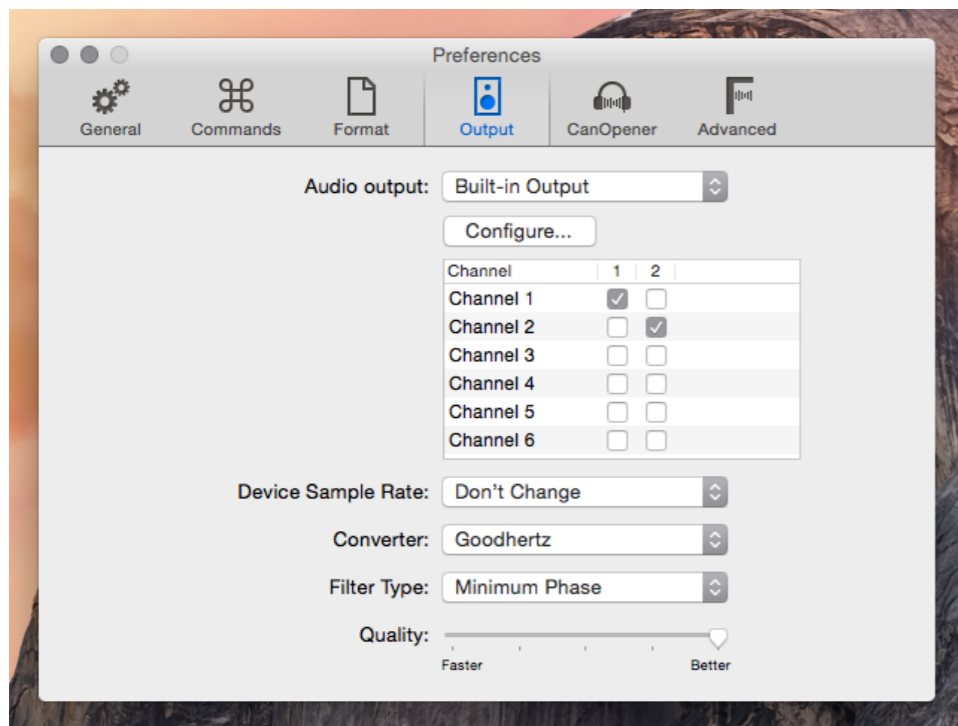 Preferences
General Commands Format Output CanOpener Advanced
Audio output: Built-in Output
Configure...
Channel 1 2
Channel 1
Channel 2
Channel 3
Channel 4
Channel 5
Channel 6
Device Sample Rate: Don't Change
Converter: Goodhertz
Filter Type: Minimum Phase
Quality:
Faster Better